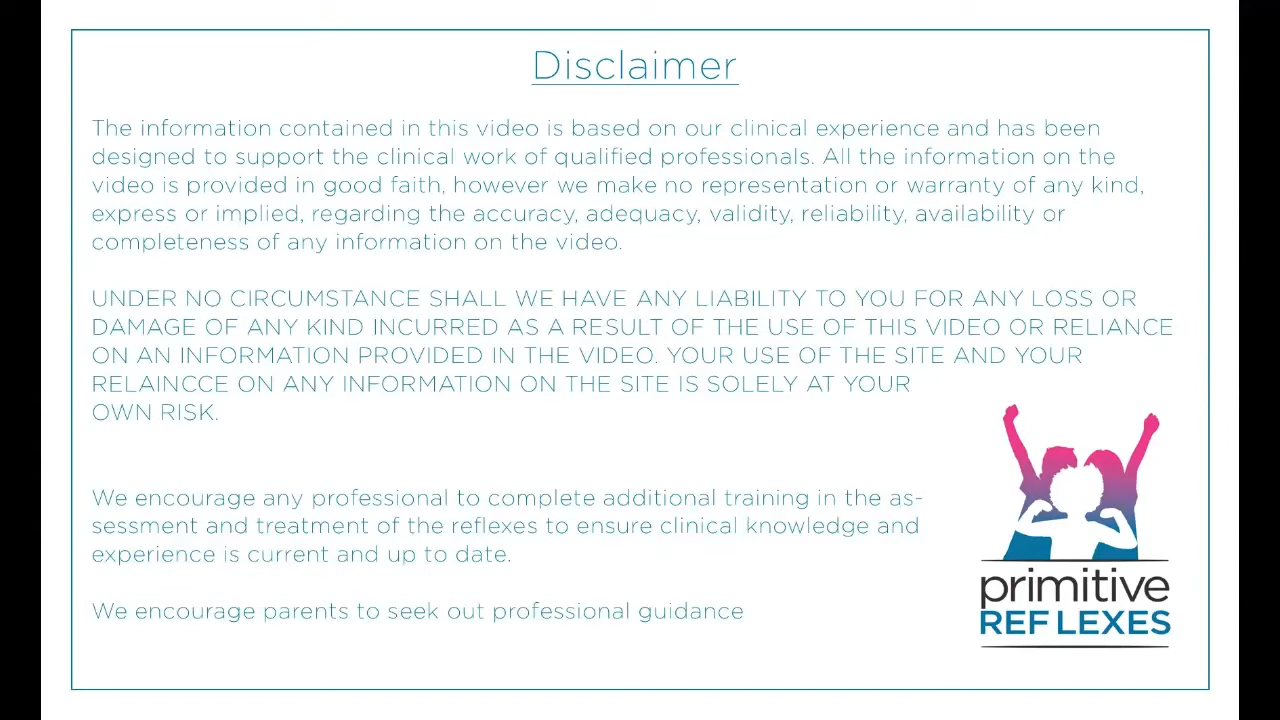 Disclaimer
The information contained in this video is based on our clinical experience and has been
designed to support the clinical work of qualified professionals. All the information on the
video is provided in good faith, however we make no representation or warranty of any kind,
express or implied, regarding the accuracy, adequacy, validity, reliability, availability or
completeness of any information on the video.
UNDER NO CIRCUMSTANCE SHALL WE HAVE ANY LIABILITY TO YOU FOR ANY LOSS OR
DAMAGE OF ANY KIND INCURRED AS A RESULT OF THE USE OF THIS VIDEO OR RELIANCE
ON AN INFORMATION PROVIDED IN THE VIDEO. YOUR USE OF THE SITE AND YOUR
RELAINCCE ON ANY INFORMATION ON THE SITE IS SOLELY AT YOUR
OWN RISK.
We encourage any professional to complete additional training in the as-
sessment and treatment of the reflexes to ensure clinical knowledge and
experience is current and up to date.
We encourage parents to seek out professional guidance
primitive
REFLEXES